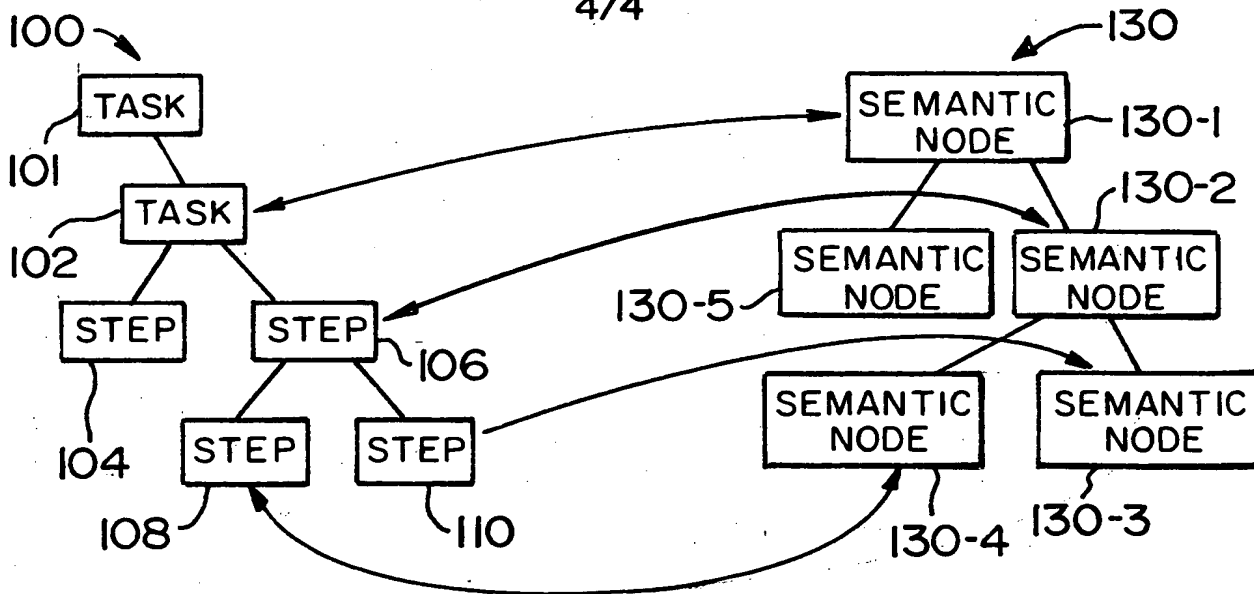 4/4
100
130
TASK
SEMANTIC
NODE
130-1
101
TASK
130-2
102
SEMANTIC
NODE
SEMANTIC
NODE
130-5
STEP
STEP
106
SEMANTIC
NODE
SEMANTIC
NODE
STEP
STEP
104
108
110
130-4
130-3